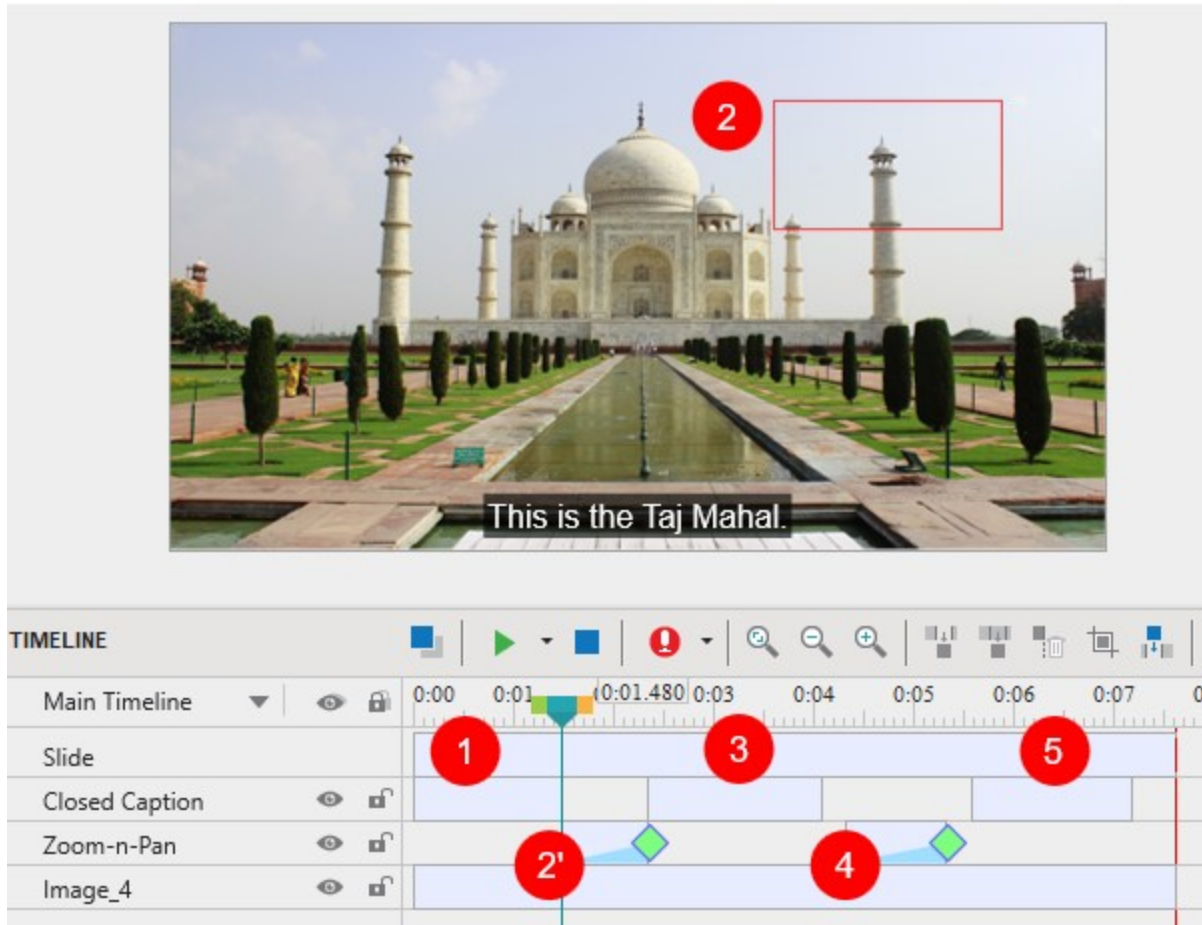 2
This is the Taj Mahal.
TIMELINE
Main Timeline 0:00 0:01 0:01.480 0:03 0:04 0:05 0:06 0:07
Slide 1 3 5
Closed Caption
Zoom-n-Pan 2' 4
Image_4